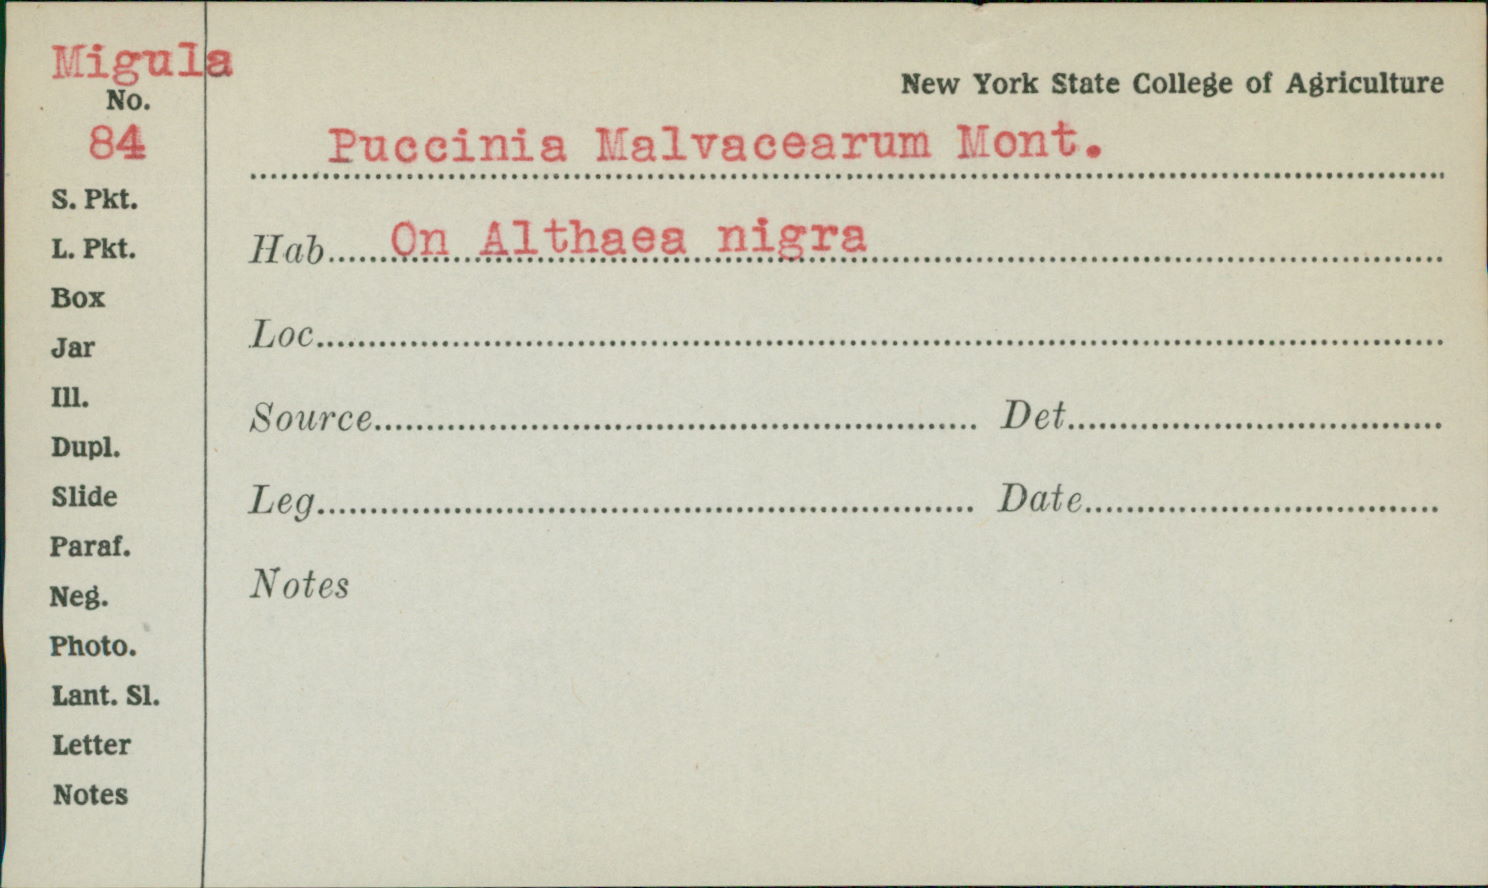 Migula
No.
84
S. Pkt.
L. Pkt.
Box
Jar
Ill.
Dupl.
Slide
Paraf.
Neg.
Photo.
Lant. Sl.
Letter
Notes
New York State College of Agriculture
Puccinia Malvacearum Mont.
Hab. On Althaea nigra
Loc.
Source Det.
Leg. Date
Notes